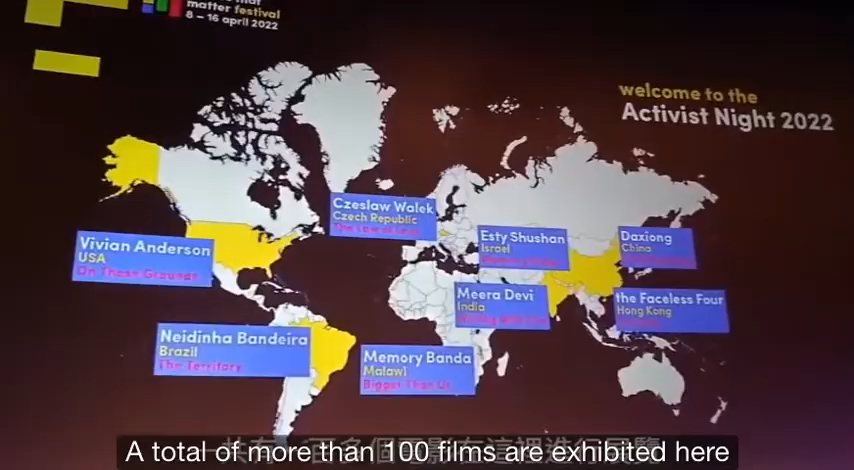 matter festival
8 – 16 april 2022
welcome to the
Activist Night 2022
Czeslaw Walek
Czech Republic
Vivian Anderson
USA
On These Grounds
Esty Shushan
Israel
Daxiong
China
Meera Devi
India
the Faceless Four
Hong Kong
Neidinha Bandeira
Brazil
The Territory
Memory Banda
Malawi
Bigger Than Us
A total of more than 100 films are exhibited here